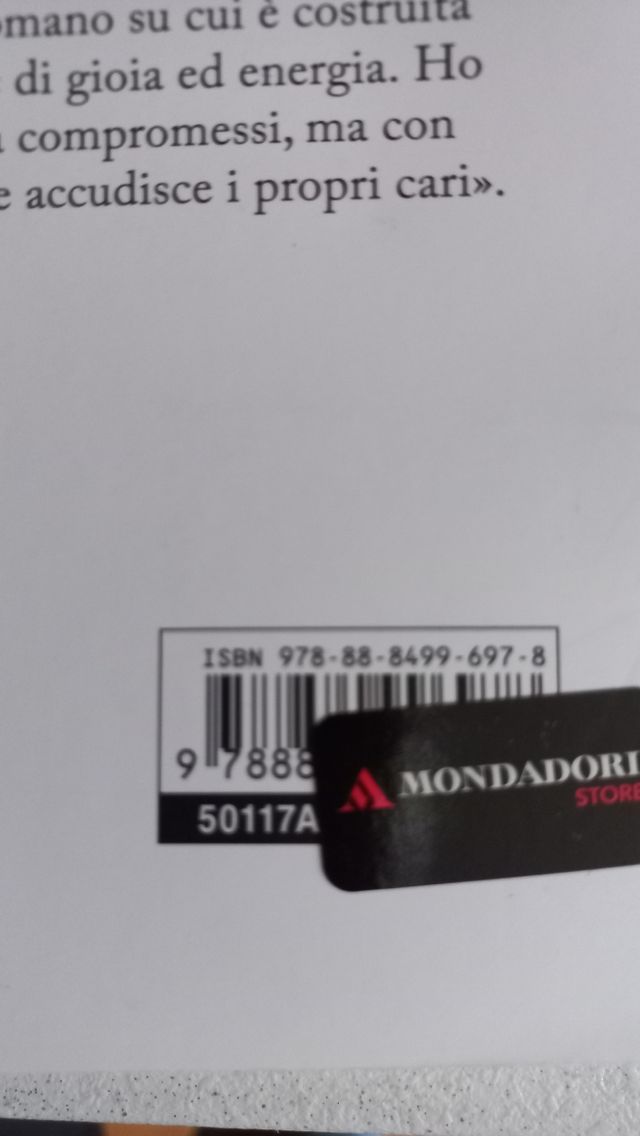 su cui è costruita
di gioia ed energia. Ho
compromessi, ma con
accudisce i propri cari».
ISBN 978-88-8499-697-8
9 7888
50117A
MONDADORI
STORE